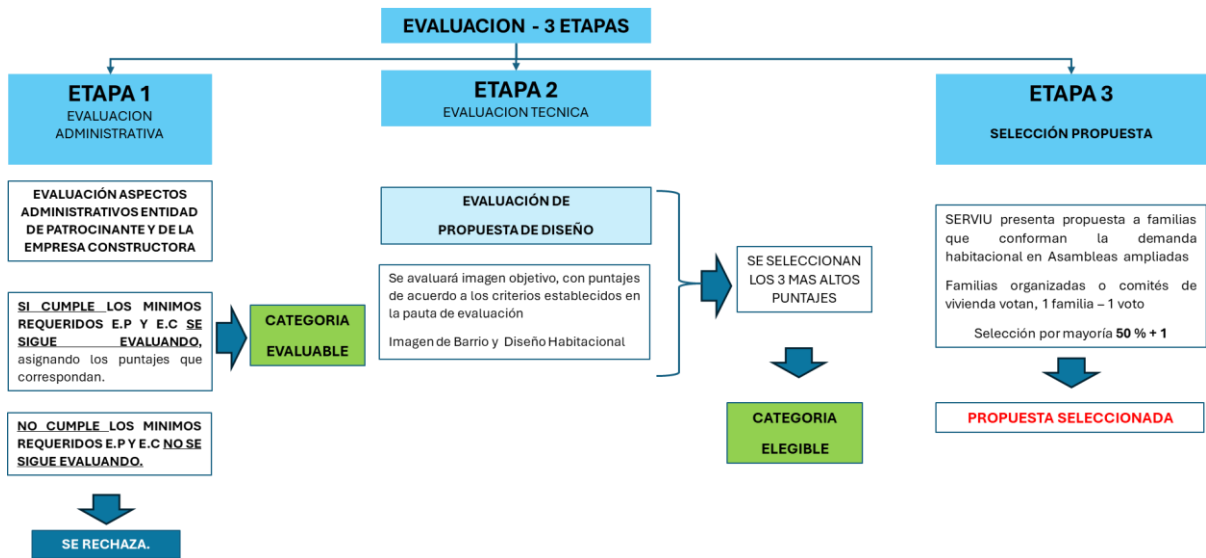 EVALUACION - 3 ETAPAS
ETAPA 1
EVALUACION
ADMINISTRATIVA
EVALUACIÓN ASPECTOS
ADMINISTRATIVOS ENTIDAD
DE PATROCINANTE Y DE LA
EMPRESA CONSTRUCTORA
SI CUMPLE LOS MINIMOS
REQUERIDOS E.P Y E.C SE
SIGUE EVALUANDO,
asignando los puntajes que
correspondan.
CATEGORIA
EVALUABLE
NO CUMPLE LOS MINIMOS
REQUERIDOS E.P Y E.C NO SE
SIGUE EVALUANDO.
SE RECHAZA.
ETAPA 2
EVALUACION TECNICA
EVALUACIÓN DE
PROPUESTA DE DISEÑO
Se evaluará imagen objetivo, con puntajes
de acuerdo a los criterios establecidos en
la pauta de evaluación
Imagen de Barrio y Diseño Habitacional
SE SELECCIONAN
LOS 3 MAS ALTOS
PUNTAJES
CATEGORIA
ELEGIBLE
ETAPA 3
SELECCIÓN PROPUESTA
SERVIU presenta propuesta a familias
que conforman la demanda
habitacional en Asambleas ampliadas
Familias organizadas o comités de
vivienda votan, 1 familia – 1 voto
Selección por mayoría 50 % + 1
PROPUESTA SELECCIONADA